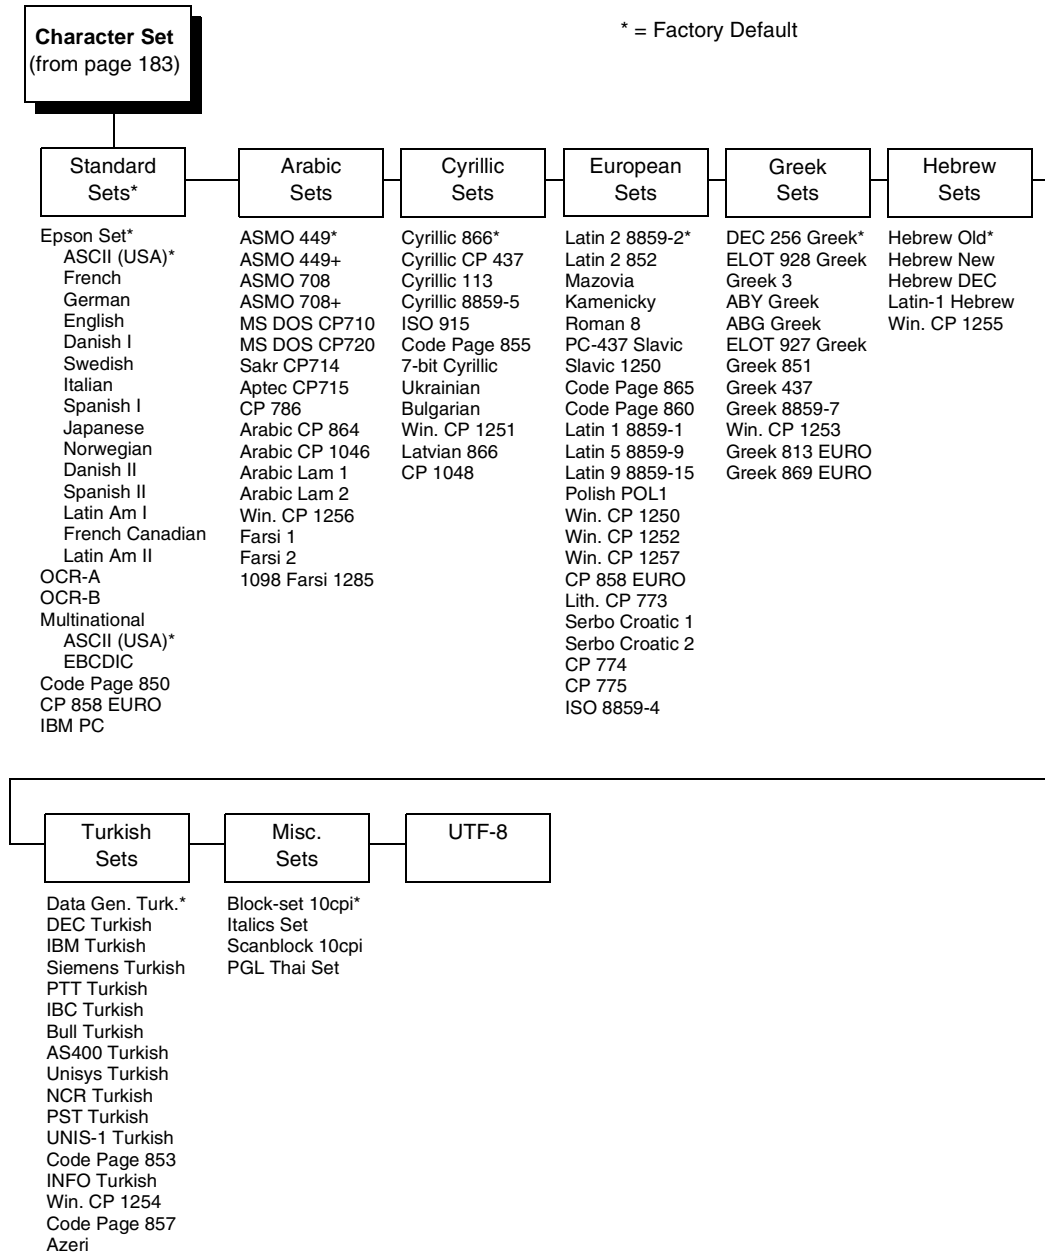 Character Set
(from page 183)
* = Factory Default
Standard
Sets*
Epson Set*
ASCII (USA)*
French
German
English
Danish I
Swedish
Italian
Spanish I
Japanese
Norwegian
Danish II
Spanish II
Latin Am I
French Canadian
Latin Am II
OCR-A
OCR-B
Multinational
ASCII (USA)*
EBCDIC
Code Page 850
CP 858 EURO
IBM PC
Arabic
Sets
ASMO 449*
ASMO 449+
ASMO 708
ASMO 708+
MS DOS CP710
MS DOS CP720
Sakr CP714
Aptec CP715
CP 786
Arabic CP 864
Arabic CP 1046
Arabic Lam 1
Arabic Lam 2
Win. CP 1256
Farsi 1
Farsi 2
1098 Farsi 1285
Cyrillic
Sets
Cyrillic 866*
Cyrillic CP 437
Cyrillic 113
Cyrillic 8859-5
ISO 915
Code Page 855
7-bit Cyrillic
Ukrainian
Bulgarian
Win. CP 1251
Latvian 866
CP 1048
European
Sets
Latin 2 8859-2*
Latin 2 852
Mazovia
Kamenicky
Roman 8
PC-437 Slavic
Slavic 1250
Code Page 865
Code Page 860
Latin 1 8859-1
Latin 5 8859-9
Latin 9 8859-15
Polish POL1
Win. CP 1250
Win. CP 1252
Win. CP 1257
CP 858 EURO
Lith. CP 773
Serbo Croatic 1
Serbo Croatic 2
CP 774
CP 775
ISO 8859-4
Greek
Sets
DEC 256 Greek*
ELOT 928 Greek
Greek 3
ABY Greek
ABG Greek
ELOT 927 Greek
Greek 851
Greek 437
Greek 8859-7
Win. CP 1253
Greek 813 EURO
Greek 869 EURO
Hebrew
Sets
Hebrew Old*
Hebrew New
Hebrew DEC
Latin-1 Hebrew
Win. CP 1255
Turkish
Sets
Data Gen. Turk.*
DEC Turkish
IBM Turkish
Siemens Turkish
PTT Turkish
IBC Turkish
Bull Turkish
AS400 Turkish
Unisys Turkish
NCR Turkish
PST Turkish
UNIS-1 Turkish
Code Page 853
INFO Turkish
Win. CP 1254
Code Page 857
Azeri
Misc.
Sets
Block-set 10cpi*
Italics Set
Scanblock 10cpi
PGL Thai Set
UTF-8